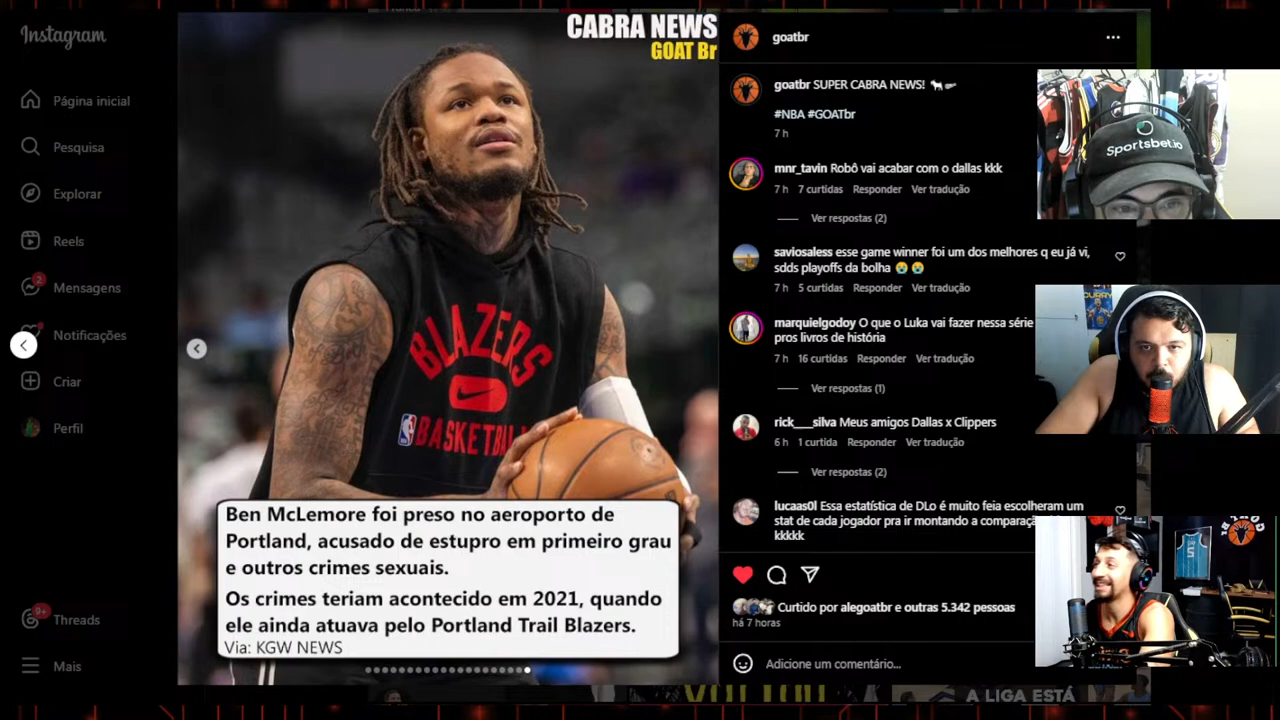 Instagram
Página inicial
Pesquisa
Explorar
Reels
2
Mensagens
Notificações
Criar
Perfil
9+
Threads
Mais
CABRA NEWS
GOAT Br
BLAZERS
NBA
BASKETB
Ben McLemore foi preso no aeroporto de
Portland, acusado de estupro em primeiro grau
e outros crimes sexuais.
Os crimes teriam acontecido em 2021, quando
ele ainda atuava pelo Portland Trail Blazers.
Via: KGW NEWS
goatbr
goatbr SUPER CABRA NEWS!
#NBA #GOATbr
7 h
mnr_tavin Robô vai acabar com o dallas kkk
7 h 7 curtidas Responder Ver tradução
Ver respostas (2)
saviosaless esse game winner foi um dos melhores q eu já vi,
sdds playoffs da bolha 😭 😭
7 h 5 curtidas Responder Ver tradução
marquielgodoy O que o Luka vai fazer nessa série
pros livros de história
7 h 16 curtidas Responder Ver tradução
Ver respostas (1)
rick___silva Meus amigos Dallas x Clippers
6 h 1 curtida Responder Ver tradução
Ver respostas (2)
lucaas0l Essa estatística de DLo é muito feia escolheram um
stat de cada jogador pra ir montando a comparaçã
kkkkk
Curtido por alegoatbr e outras 5.342 pessoas
há 7 horas
Adicione um comentário...
Sportsbet.io
CURRY
5
A LIGA ESTÁ